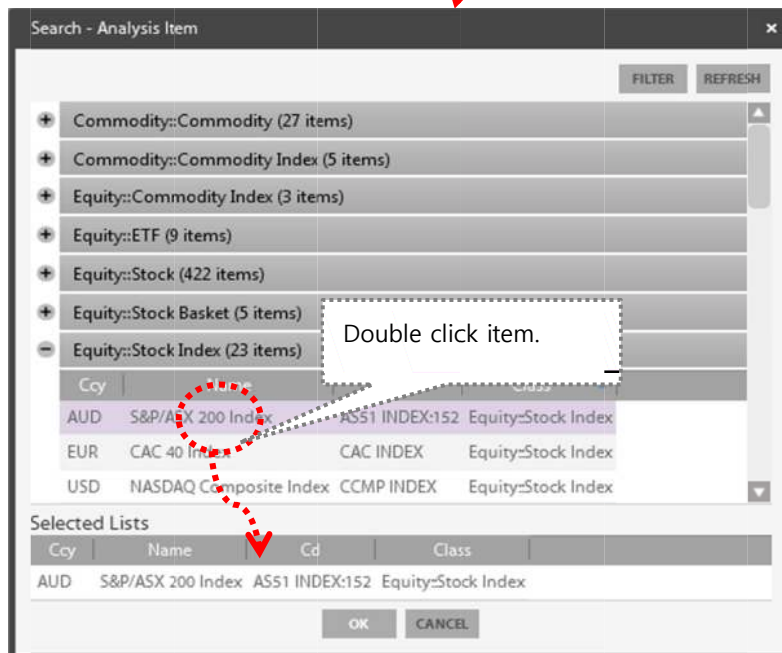 Search - Analysis Item ×
FILTER REFRESH
Commodity::Commodity (27 items)
Commodity::Commodity Index (5 items)
Equity::Commodity Index (3 items)
Equity::ETF (9 items)
Equity::Stock (422 items)
Equity::Stock Basket (5 items)
Equity::Stock Index (23 items)
Double click item.
Ccy Name Class
AUD S&P/ASX 200 Index AS51 INDEX:152 Equity::Stock Index
EUR CAC 40 Index CAC INDEX Equity::Stock Index
USD NASDAQ Composite Index CCMP INDEX Equity::Stock Index
Selected Lists
Ccy Name Cd Class
AUD S&P/ASX 200 Index AS51 INDEX:152 Equity::Stock Index
OK CANCEL